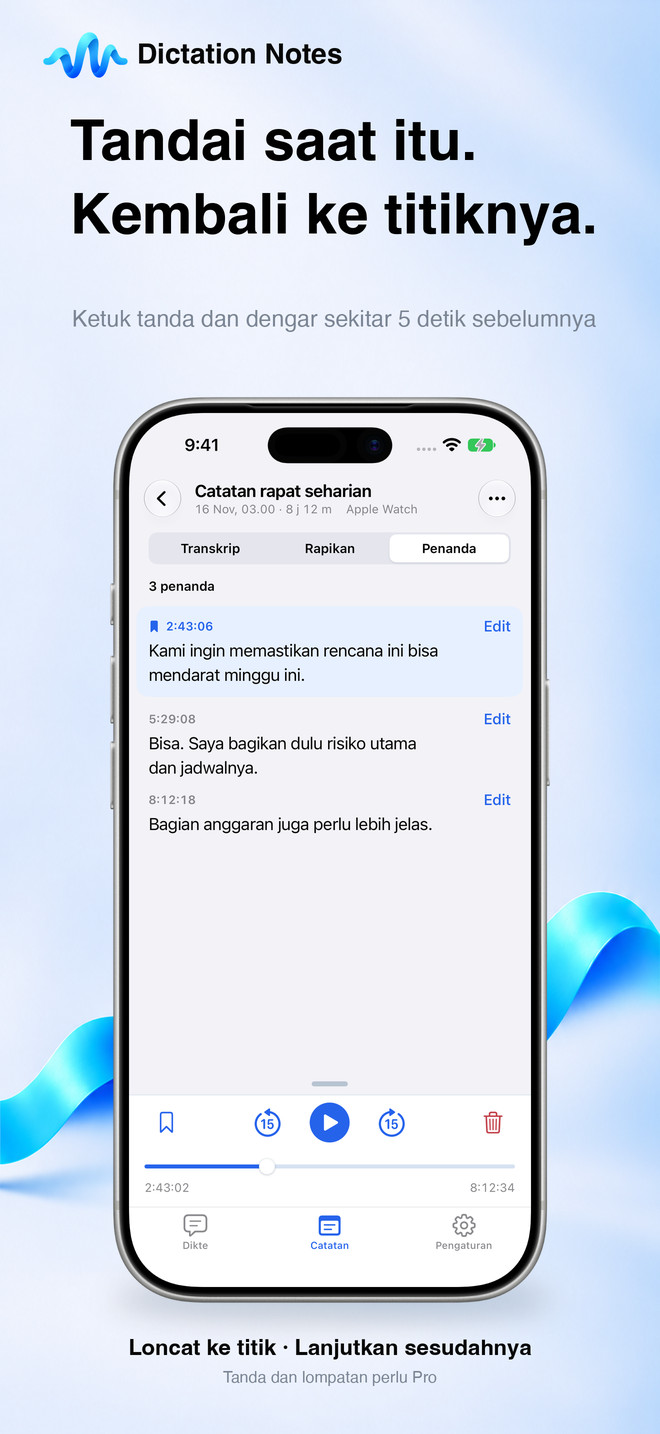 Dictation Notes
Tandai saat itu.
Kembali ke titiknya.
Ketuk tanda dan dengar sekitar 5 detik sebelumnya
9:41
Catatan rapat seharian
16 Nov, 03.00 · 8 j 12 m Apple Watch
Transkrip Rapikan Penanda
3 penanda
2:43:06 Edit
Kami ingin memastikan rencana ini bisa
mendarat minggu ini.
5:29:08 Edit
Bisa. Saya bagikan dulu risiko utama
dan jadwalnya.
8:12:18 Edit
Bagian anggaran juga perlu lebih jelas.
15 15
2:43:02 8:12:34
Dikte Catatan Pengaturan
Loncat ke titik · Lanjutkan sesudahnya
Tanda dan lompatan perlu Pro